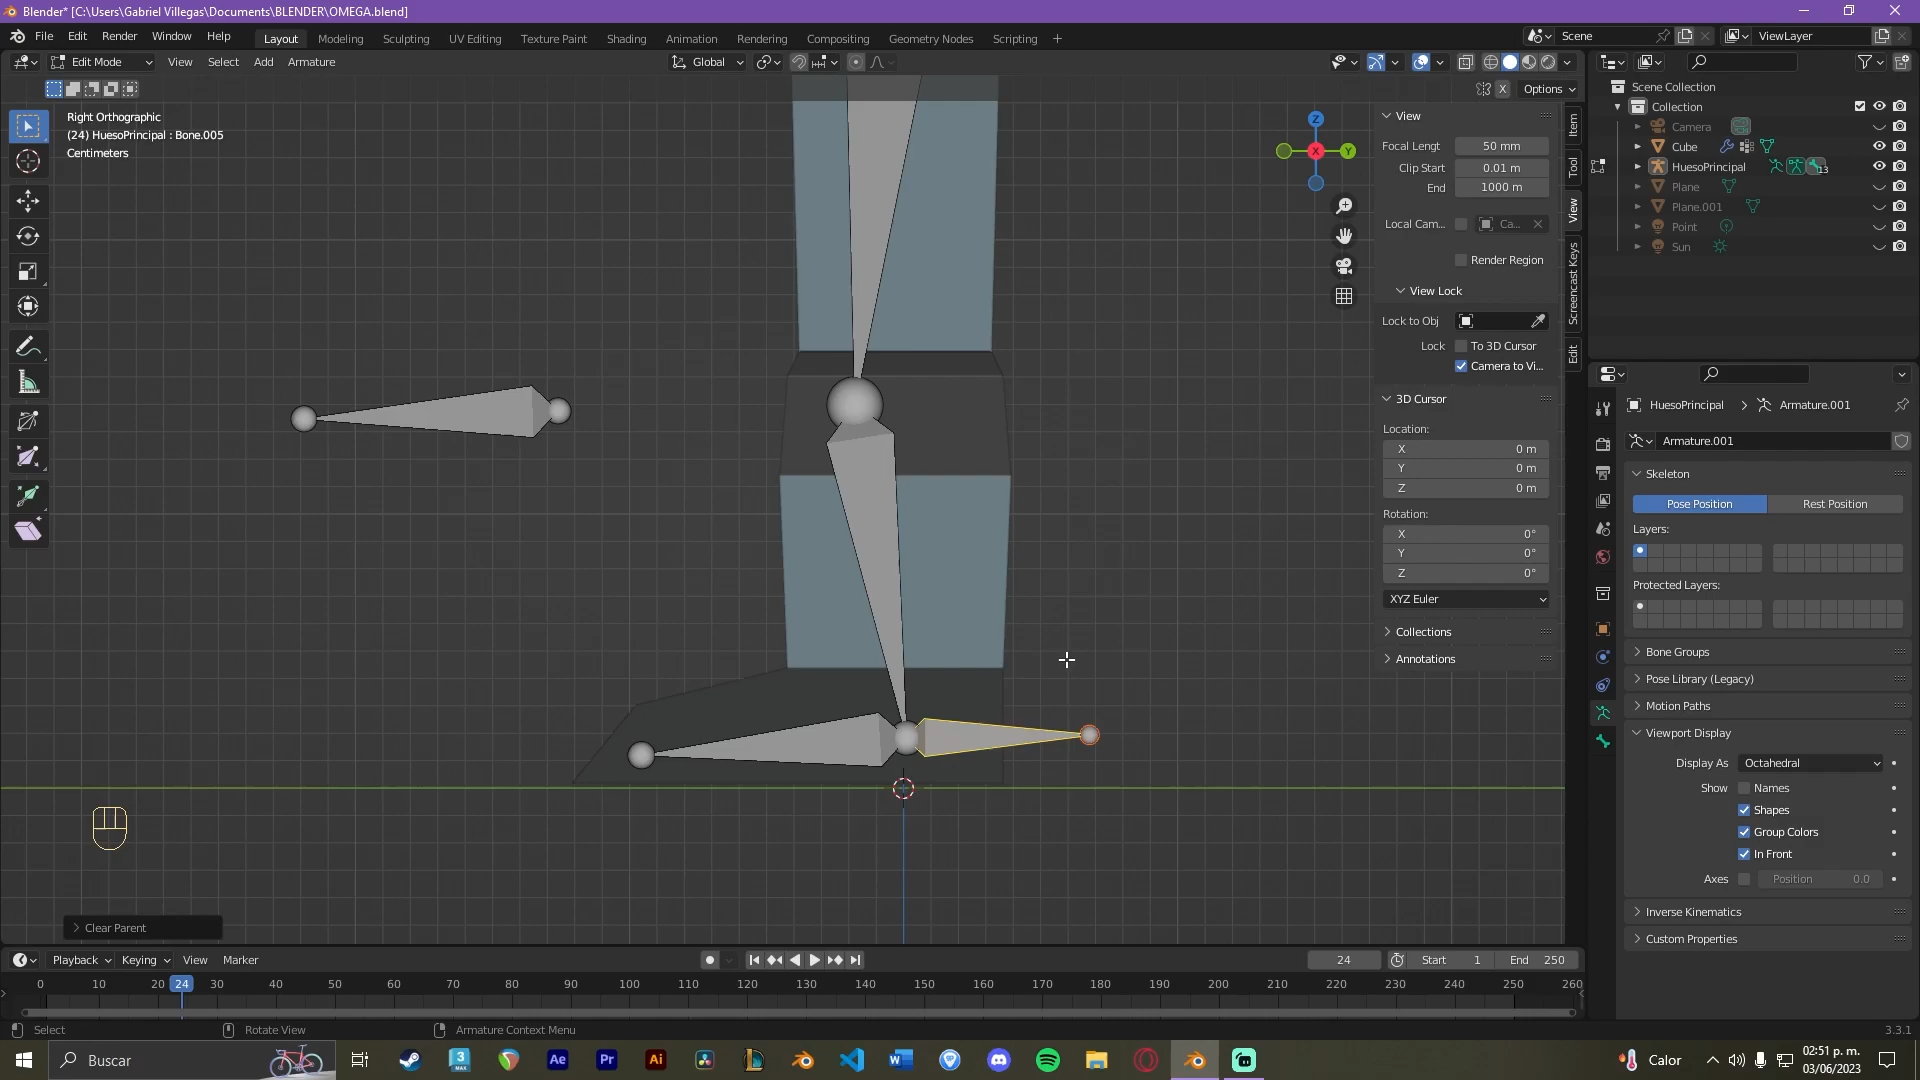 Blender* [C:\Users\Gabriel Villegas\Documents\BLENDER\OMEGA.blend]
File Edit Render Window Help Layout Modeling Sculpting UV Editing Texture Paint Shading Animation Rendering Compositing Geometry Nodes Scripting + Scene ViewLayer
Edit Mode View Select Add Armature Global
X Options
Right Orthographic
(24) HuesoPrincipal : Bone.005
Centimeters
Z
Y
X
View
Focal Lengt 50 mm
Clip Start 0.01 m
End 1000 m
Local Cam... Ca...
Render Region
View Lock
Lock to Obj
Lock To 3D Cursor
Camera to Vi...
3D Cursor
Location:
X 0 m
Y 0 m
Z 0 m
Rotation:
X 0°
Y 0°
Z 0°
XYZ Euler
Collections
Annotations
Item
Tool
View
Screencast Keys
Edit
Scene Collection
Collection
Camera
Cube
HuesoPrincipal 13
Plane
Plane.001
Point
Sun
HuesoPrincipal Armature.001
Armature.001
Skeleton
Pose Position Rest Position
Layers:
Protected Layers:
Bone Groups
Pose Library (Legacy)
Motion Paths
Viewport Display
Display As Octahedral
Show Names
Shapes
Group Colors
In Front
Axes Position 0.0
Inverse Kinematics
Custom Properties
Clear Parent
Playback Keying View Marker 24 Start 1 End 250
0 10 20 24 30 40 50 60 70 80 90 100 110 120 130 140 150 160 170 180 190 200 210 220 230 240 250 260
Select Rotate View Armature Context Menu 3.3.1
Buscar
3
MAX
Ae
Pr
Ai
W
Calor
02:51 p. m.
03/06/2023